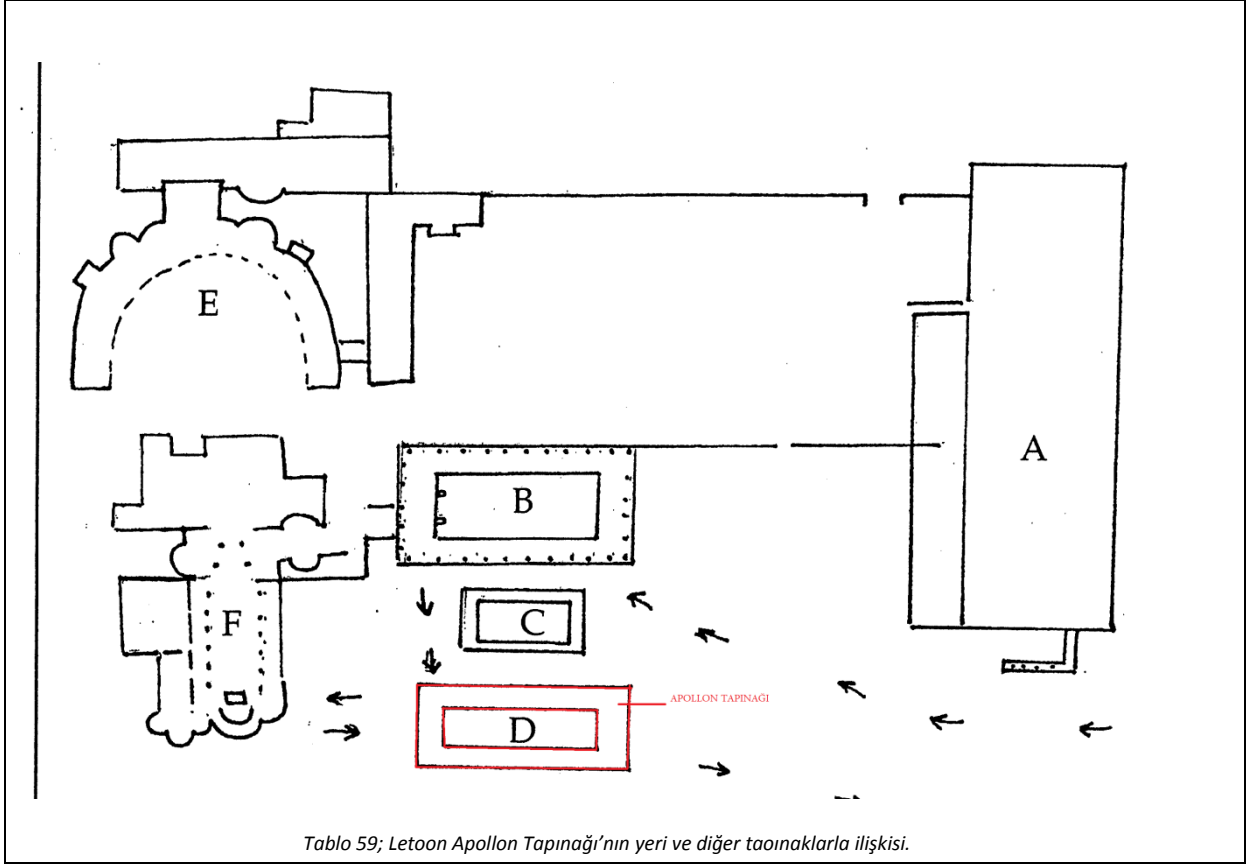 E
A
B
C
F
APOLLON TAPINAĞI
D
Tablo 59; Letoon Apollon Tapınağı’nın yeri ve diğer taoınaklarla ilişkisi.